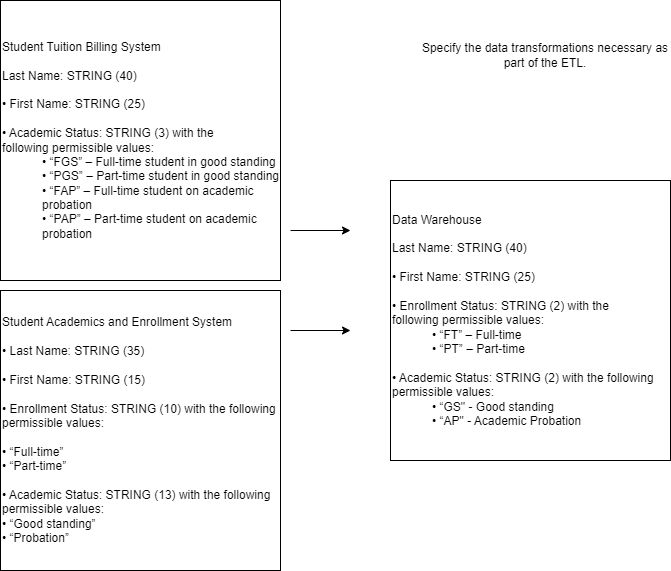 Student Tuition Billing System
Last Name: STRING (40)
• First Name: STRING (25)
• Academic Status: STRING (3) with the
following permissible values:
• “FGS” – Full-time student in good standing
• “PGS” – Part-time student in good standing
• “FAP” – Full-time student on academic
probation
• “PAP” – Part-time student on academic
probation
Specify the data transformations necessary as
part of the ETL.
Student Academics and Enrollment System
• Last Name: STRING (35)
• First Name: STRING (15)
• Enrollment Status: STRING (10) with the following
permissible values:
• “Full-time”
• “Part-time”
• Academic Status: STRING (13) with the following
permissible values:
• “Good standing”
• “Probation”
Data Warehouse
Last Name: STRING (40)
• First Name: STRING (25)
• Enrollment Status: STRING (2) with the
following permissible values:
• “FT” – Full-time
• “PT” – Part-time
• Academic Status: STRING (2) with the following
permissible values:
• “GS” - Good standing
• “AP” - Academic Probation